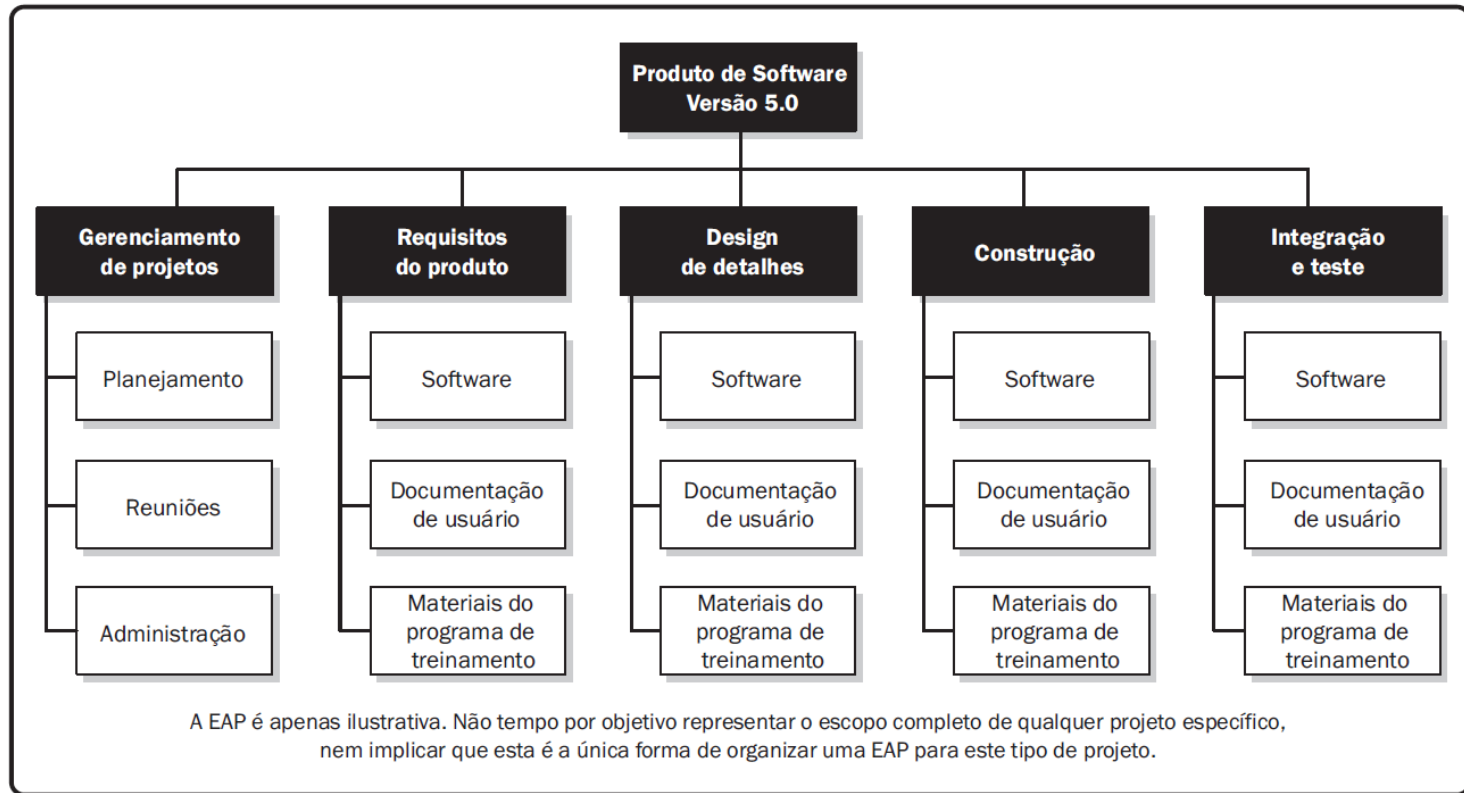 Produto de Software
Versão 5.0
Gerenciamento
de projetos
Requisitos
do produto
Design
de detalhes
Construção
Integração
e teste
Planejamento
Software
Software
Software
Software
Reuniões
Documentação
de usuário
Documentação
de usuário
Documentação
de usuário
Documentação
de usuário
Administração
Materiais do
programa de
treinamento
Materiais do
programa de
treinamento
Materiais do
programa de
treinamento
Materiais do
programa de
treinamento
A EAP é apenas ilustrativa. Não tempo por objetivo representar o escopo completo de qualquer projeto específico,
nem implicar que esta é a única forma de organizar uma EAP para este tipo de projeto.